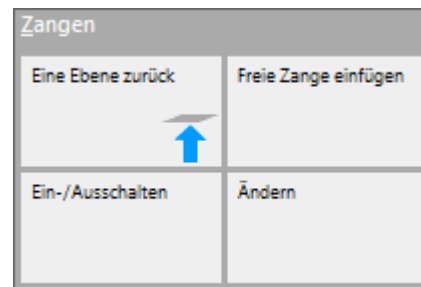 Zangen
Eine Ebene zurück
Freie Zange einfügen
Ein-/Ausschalten
Ändern